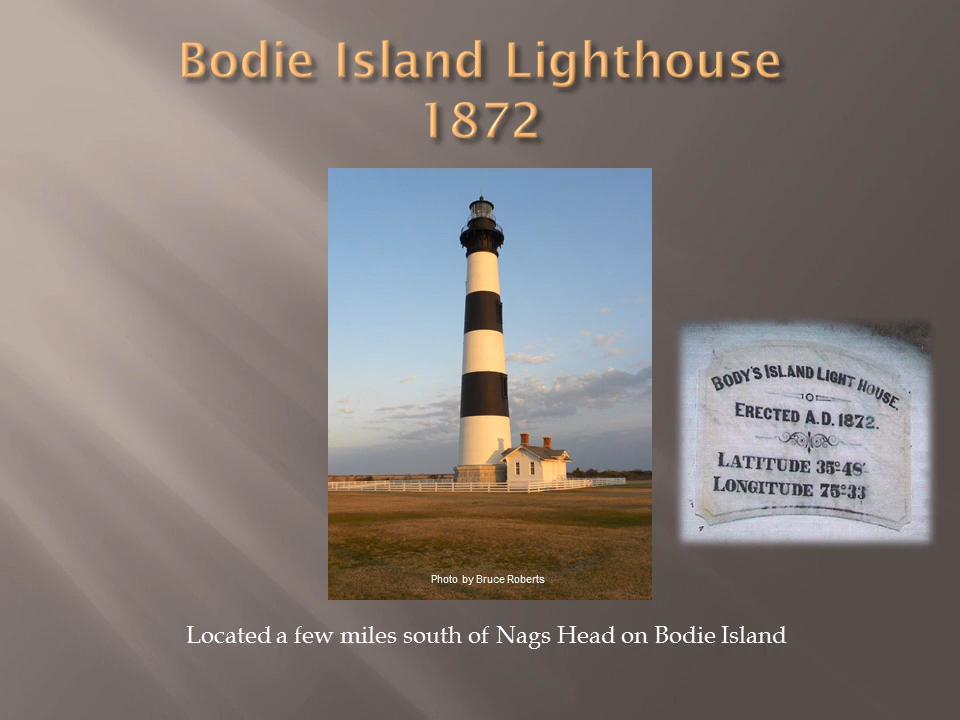 Bodie Island Lighthouse
1872
BODY'S ISLAND LIGHT HOUSE.
ERECTED A.D. 1872.
LATITUDE 35°48'
LONGITUDE 75°33'
Photo by Bruce Roberts
Located a few miles south of Nags Head on Bodie Island